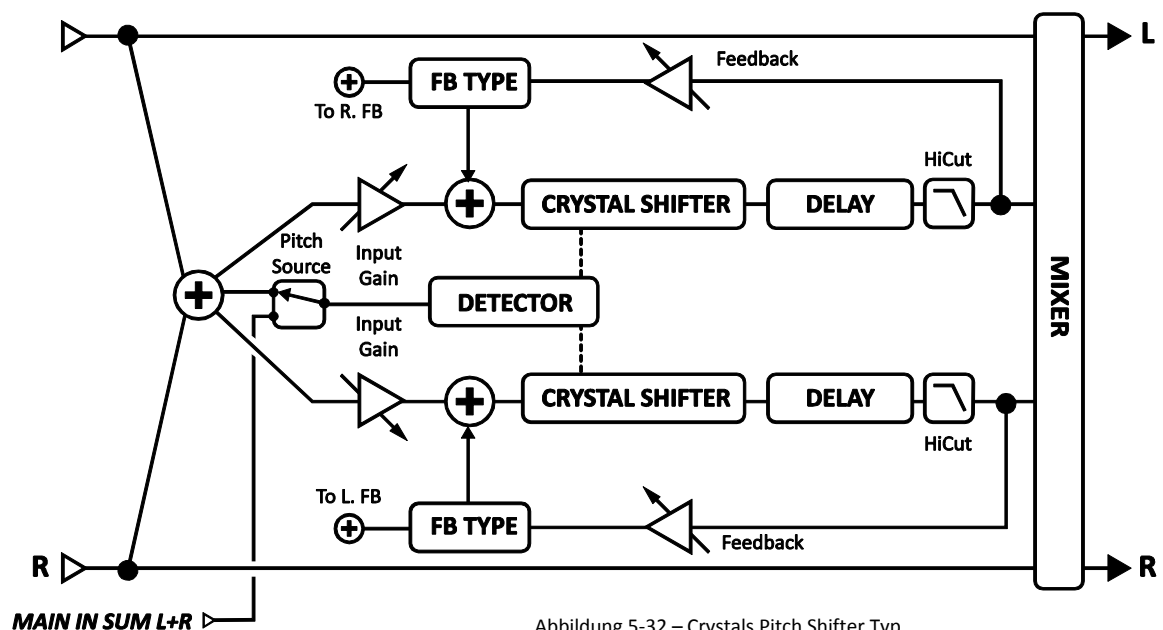 L
Feedback
FB TYPE
To R. FB
HiCut
CRYSTAL SHIFTER
DELAY
Pitch
Source
Input
Gain
DETECTOR
MIXER
Input
Gain
CRYSTAL SHIFTER
DELAY
HiCut
To L. FB
FB TYPE
Feedback
R
R
MAIN IN SUM L+R
Abbildung 5-32 – Crystals Pitch Shifter Typ